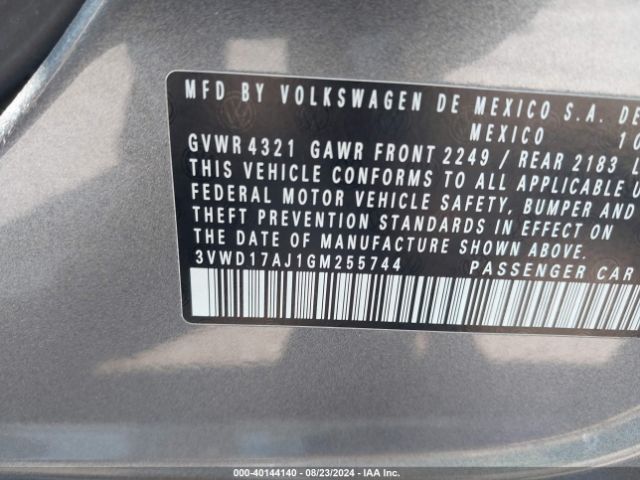 MFD BY VOLKSWAGEN DE MEXICO S.A. DE
MEXICO 10
GVWR 4321 GAWR FRONT 2249 / REAR 2183 L
THIS VEHICLE CONFORMS TO ALL APPLICABLE
FEDERAL MOTOR VEHICLE SAFETY, BUMPER AND
THEFT PREVENTION STANDARDS IN EFFECT ON
THE DATE OF MANUFACTURE SHOWN ABOVE.
3VWD17AJ1GM255744 PASSENGER CAR
000-40144140 - 08/23/2024 - IAA Inc.